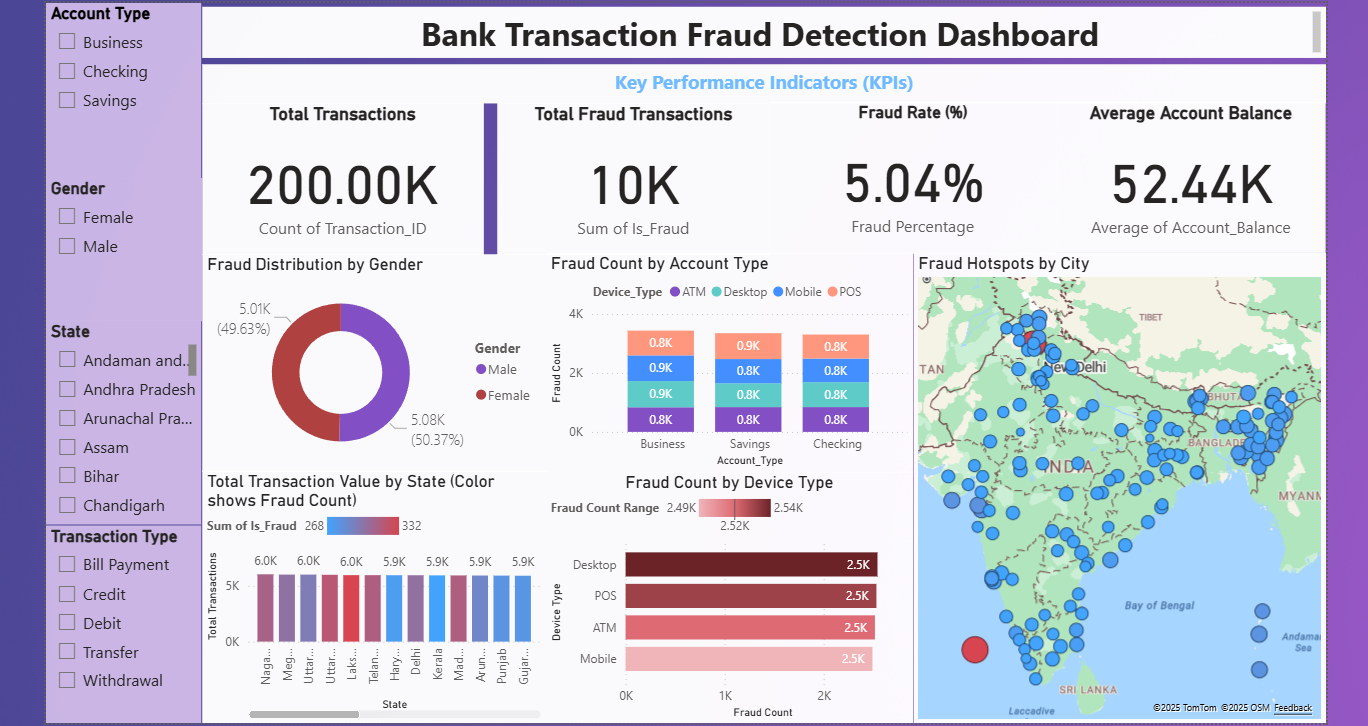 Account Type
Business
Checking
Savings
Gender
Female
Male
State
Andaman and...
Andhra Pradesh
Arunachal Pra...
Assam
Bihar
Chandigarh
Transaction Type
Bill Payment
Credit
Debit
Transfer
Withdrawal
Bank Transaction Fraud Detection Dashboard
Key Performance Indicators (KPIs)
Total Transactions
200.00K
Count of Transaction_ID
Total Fraud Transactions
10K
Sum of Is_Fraud
Fraud Rate (%)
5.04%
Fraud Percentage
Average Account Balance
52.44K
Average of Account_Balance
Fraud Distribution by Gender
5.01K
(49.63%)
5.08K
(50.37%)
Gender
Male
Female
Fraud Count by Account Type
Device_Type ATM Desktop Mobile POS
Fraud Count
4K
2K
0K
0.8K 0.9K 0.8K
0.9K 0.8K 0.8K
0.9K 0.8K 0.8K
0.8K 0.8K 0.8K
Business Savings Checking
Account_Type
Fraud Hotspots by City
TIBET
TAN
New Delhi
BHUTA
BANGLADE
INDIA
MYANM
Bay of Bengal
Andaman
Sea
SRI LANKA
Laccadive
©2025 TomTom ©2025 OSM Feedback
Total Transaction Value by State (Color
shows Fraud Count)
Sum of Is_Fraud 268 332
Total Transactions
6.0K 6.0K 6.0K 5.9K 5.9K 5.9K 5.9K
5K
0K
Naga... Meg... Uttar... Uttar... Laks... Telan... Hary... Delhi Kerala Mad... Arun... Punjab Gujar...
State
Fraud Count by Device Type
Fraud Count Range 2.49K 2.54K
2.52K
Device Type
Desktop 2.5K
POS 2.5K
ATM 2.5K
Mobile 2.5K
0K 1K 2K
Fraud Count